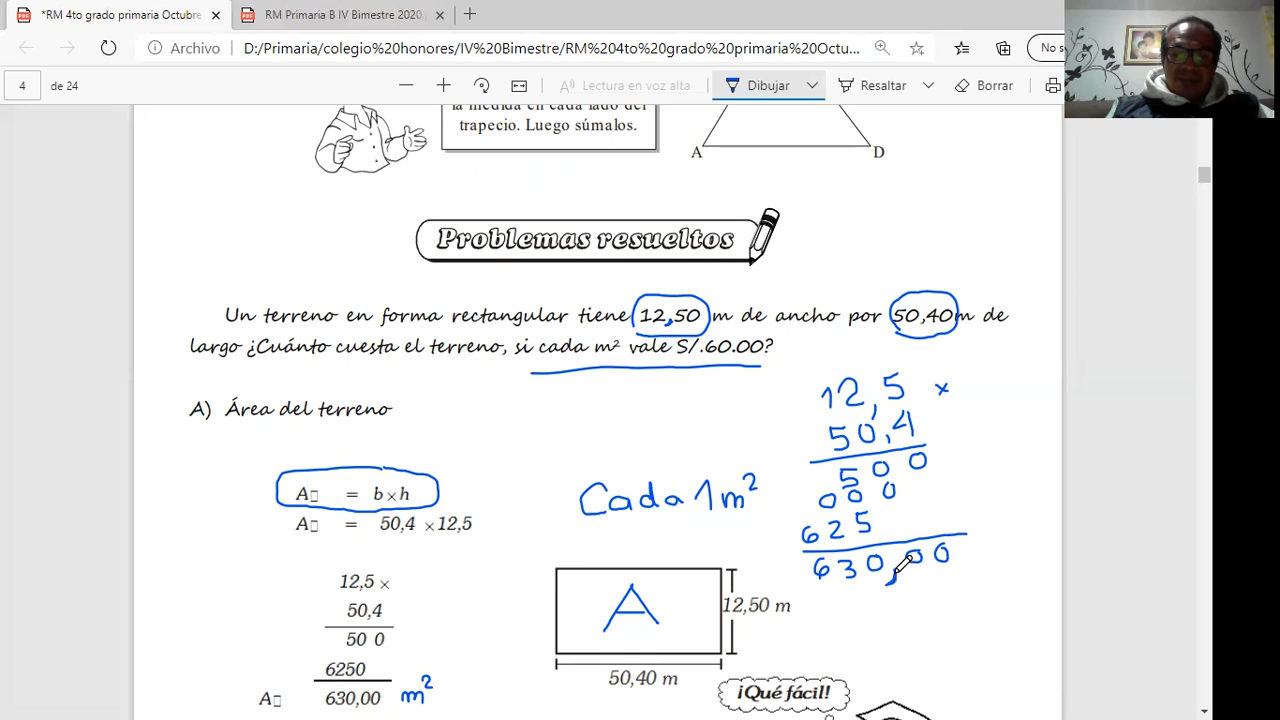 *RM 4to grado primaria Octubre
RM Primaria B IV Bimestre 2020.
Archivo
D:/Primaria/colegio%20honores/IV%20Bimestre/RM%204to%20grado%20primaria%20Octu...
No s
4
de 24
Lectura en voz alta
Dibujar
Resaltar
Borrar
la medida en cada lado del
trapecio. Luego súmalos.
A
D
Problemas resueltos
Un terreno en forma rectangular tiene 12,50 m de ancho por 50,40m de
largo ¿Cuánto cuesta el terreno, si cada m² vale S/.60.00?
A) Área del terreno
A▯ = b×h
A▯ = 50,4 ×12,5
12,5 ×
50,4
50 0
6250
A▯ 630,00 m²
Cada 1 m²
A
12,50 m
50,40 m
12,5 ×
50,4
500
000
625
630,00
¡Qué fácil!